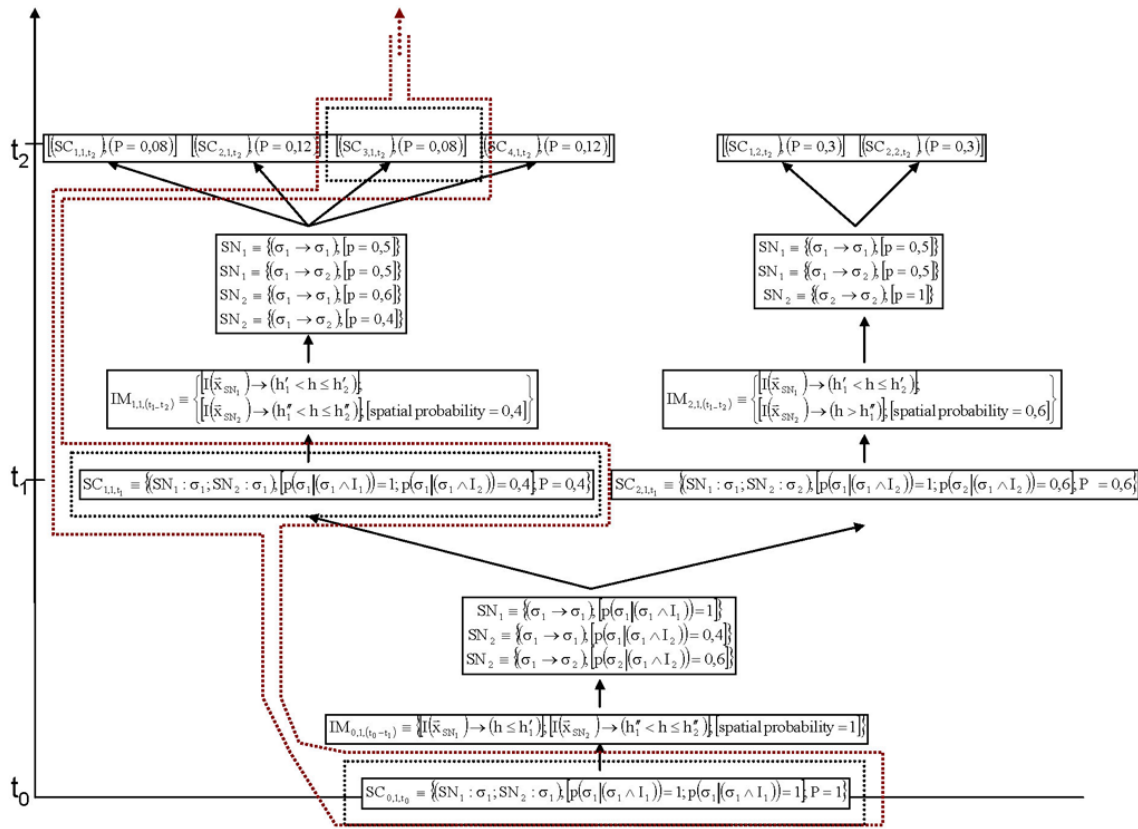 t₂
[(SC₁,₁,ₜ₂),(P = 0,08)] [(SC₂,₁,ₜ₂),(P = 0,12)] [(SC₃,₁,ₜ₂),(P = 0,08)] (SC₄,₁,ₜ₂),(P = 0,12)]
[(SC₁,₂,ₜ₂),(P = 0,3)] [(SC₂,₂,ₜ₂),(P = 0,3)]
SN₁ ≡ {(σ₁ → σ₁),[p = 0,5]}
SN₁ ≡ {(σ₁ → σ₂),[p = 0,5]}
SN₂ ≡ {(σ₁ → σ₁),[p = 0,6]}
SN₂ ≡ {(σ₁ → σ₂),[p = 0,4]}
SN₁ ≡ {(σ₁ → σ₁),[p = 0,5]}
SN₁ ≡ {(σ₁ → σ₂),[p = 0,5]}
SN₂ ≡ {(σ₂ → σ₂),[p = 1]}
IM₁,₁,(ₜ₁₋ₜ₂) ≡ {[I(x⃗_SN₁) → (h′₁ < h ≤ h′₂)];
[I(x⃗_SN₂) → (h″₁ < h ≤ h″₂)]; [spatial probability = 0,4]}
IM₂,₁,(ₜ₁₋ₜ₂) ≡ {[I(x⃗_SN₁) → (h′₁ < h ≤ h′₂)];
[I(x⃗_SN₂) → (h > h″₁)]; [spatial probability = 0,6]}
t₁
SC₁,₁,ₜ₁ ≡ {(SN₁ : σ₁; SN₂ : σ₁), [p(σ₁|(σ₁ ∧ I₁)) = 1; p(σ₁|(σ₁ ∧ I₂)) = 0,4]; P = 0,4}
SC₂,₁,ₜ₁ ≡ {(SN₁ : σ₁; SN₂ : σ₂), [p(σ₁|(σ₁ ∧ I₁)) = 1; p(σ₂|(σ₁ ∧ I₂)) = 0,6]; P = 0,6}
SN₁ ≡ {(σ₁ → σ₁), [p(σ₁|(σ₁ ∧ I₁)) = 1]}
SN₂ ≡ {(σ₁ → σ₁), [p(σ₁|(σ₁ ∧ I₂)) = 0,4]}
SN₂ ≡ {(σ₁ → σ₂), [p(σ₂|(σ₁ ∧ I₂)) = 0,6]}
IM₀,₁,(ₜ₀₋ₜ₁) ≡ {[I(x⃗_SN₁) → (h ≤ h′₁)]; [I(x⃗_SN₂) → (h″₁ < h ≤ h″₂)]; [spatial probability = 1]}
t₀
SC₀,₁,ₜ₀ ≡ {(SN₁ : σ₁; SN₂ : σ₁), [p(σ₁|(σ₁ ∧ I₁)) = 1; p(σ₁|(σ₁ ∧ I₁)) = 1]; P = 1}